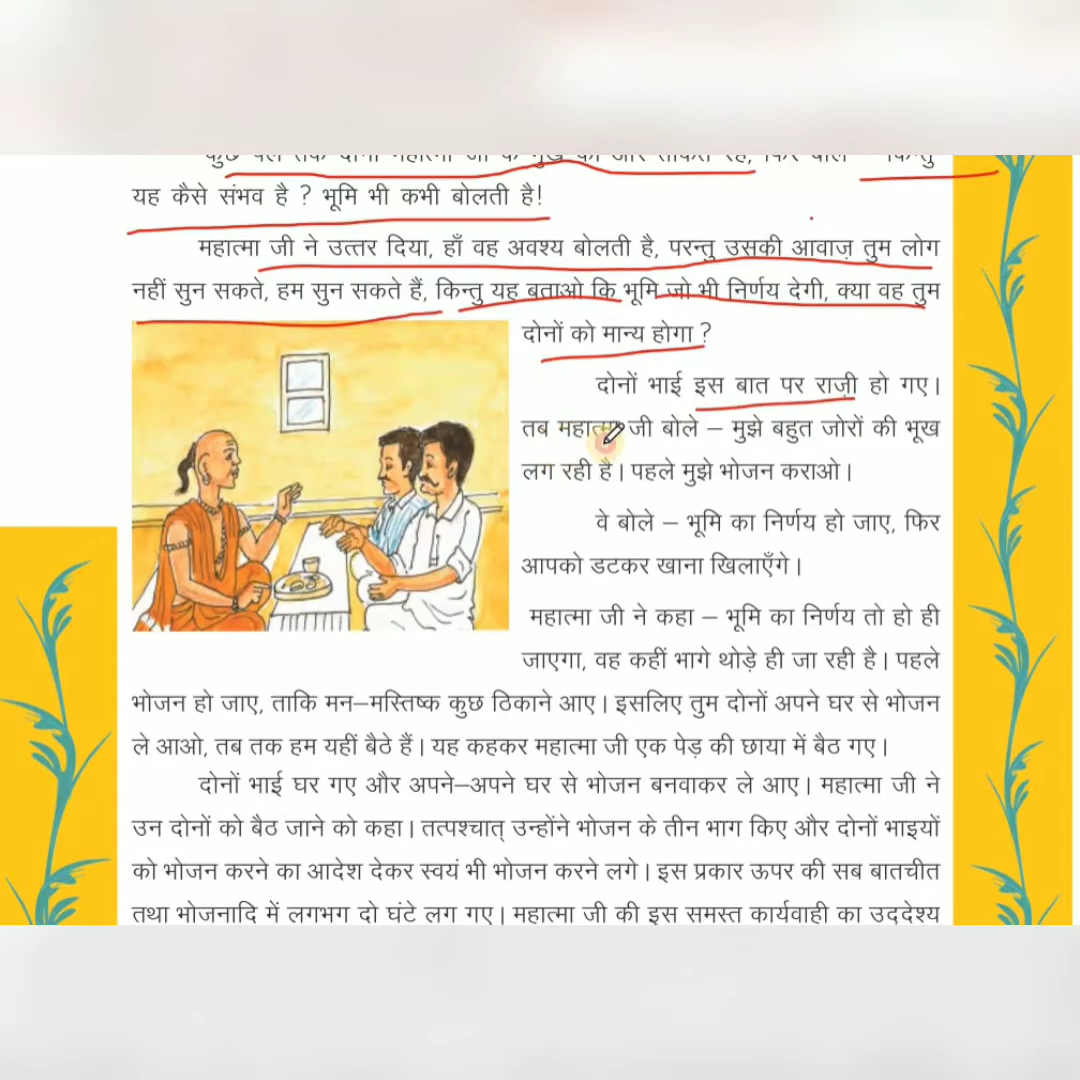 यह कैसे संभव है ? भूमि भी कभी बोलती है!
महात्मा जी ने उत्तर दिया, हाँ वह अवश्य बोलती है, परन्तु उसकी आवाज़ तुम लोग
नहीं सुन सकते, हम सुन सकते हैं, किन्तु यह बताओ कि भूमि जो भी निर्णय देगी, क्या वह तुम
दोनों को मान्य होगा ?
दोनों भाई इस बात पर राज़ी हो गए।
तब महात्मा जी बोले – मुझे बहुत जोरों की भूख
लग रही है। पहले मुझे भोजन कराओ।
वे बोले – भूमि का निर्णय हो जाए, फिर
आपको डटकर खाना खिलाएँगे।
महात्मा जी ने कहा – भूमि का निर्णय तो हो ही
जाएगा, वह कहीं भागे थोड़े ही जा रही है। पहले
भोजन हो जाए, ताकि मन–मस्तिष्क कुछ ठिकाने आए। इसलिए तुम दोनों अपने घर से भोजन
ले आओ, तब तक हम यहीं बैठे हैं। यह कहकर महात्मा जी एक पेड़ की छाया में बैठ गए।
दोनों भाई घर गए और अपने–अपने घर से भोजन बनवाकर ले आए। महात्मा जी ने
उन दोनों को बैठ जाने को कहा। तत्पश्चात् उन्होंने भोजन के तीन भाग किए और दोनों भाइयों
को भोजन करने का आदेश देकर स्वयं भी भोजन करने लगे। इस प्रकार ऊपर की सब बातचीत
तथा भोजनादि में लगभग दो घंटे लग गए। महात्मा जी की इस समस्त कार्यवाही का उद्देश्य